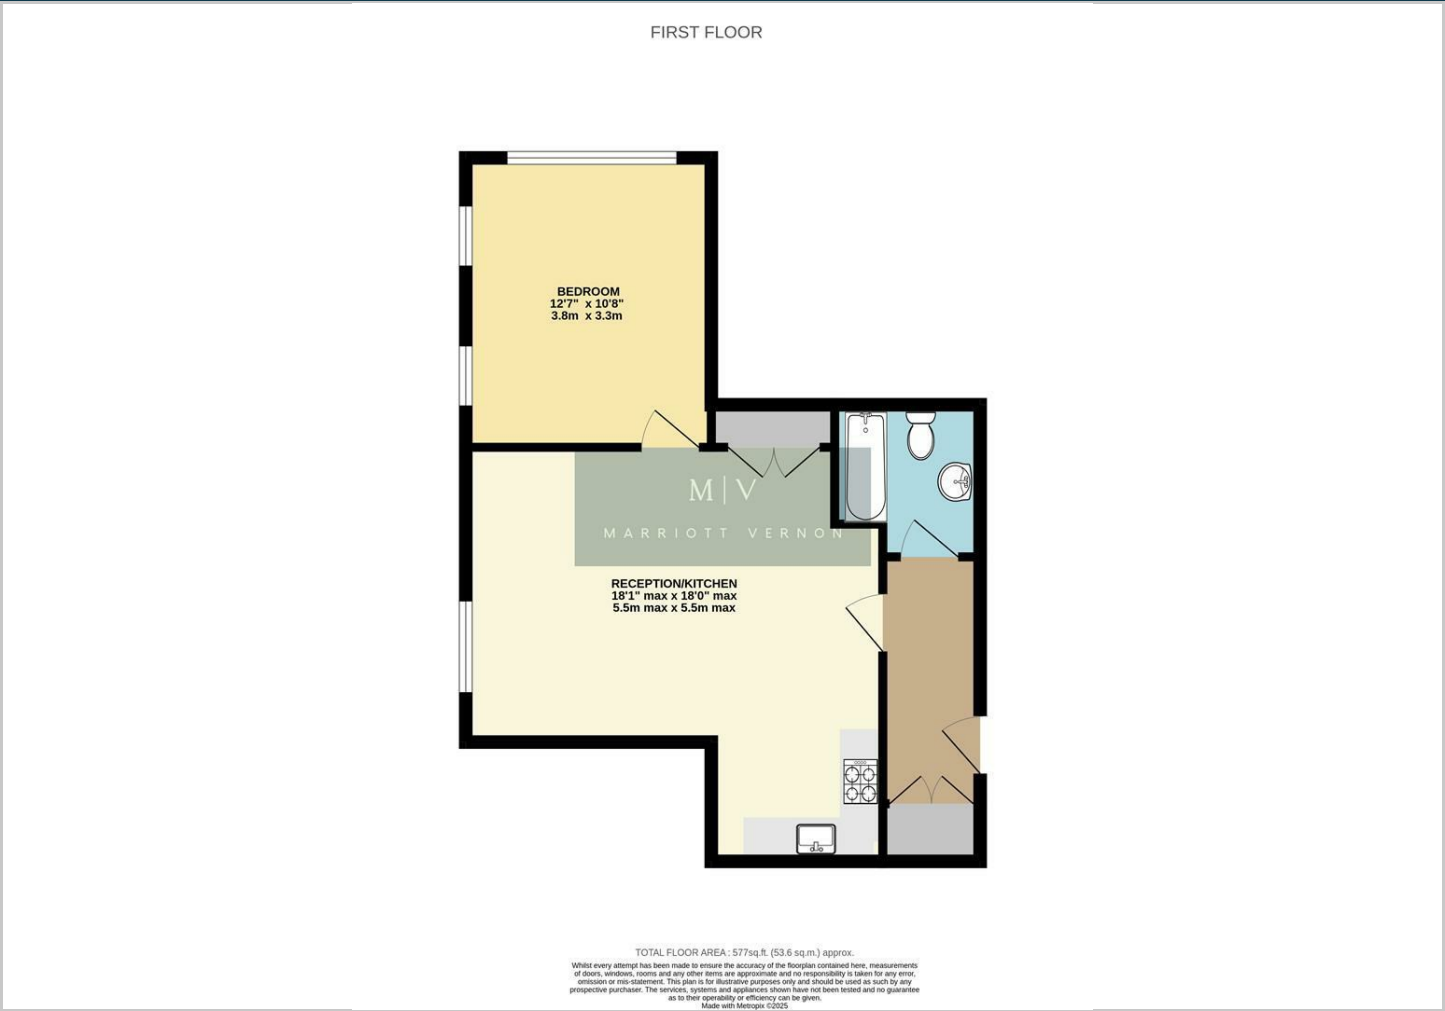 FIRST FLOOR
BEDROOM
12'7" x 10'8"
3.8m x 3.3m
M|V
MARRIOTT VERNON
RECEPTION/KITCHEN
18'1" max x 18'0" max
5.5m max x 5.5m max
TOTAL FLOOR AREA : 577sq.ft. (53.6 sq.m.) approx.
Whilst every attempt has been made to ensure the accuracy of the floorplan contained here, measurements
of doors, windows, rooms and any other items are approximate and no responsibility is taken for any error,
omission or mis-statement. This plan is for illustrative purposes only and should be used as such by any
prospective purchaser. The services, systems and appliances shown have not been tested and no guarantee
as to their operability or efficiency can be given.
Made with Metropix ©2025